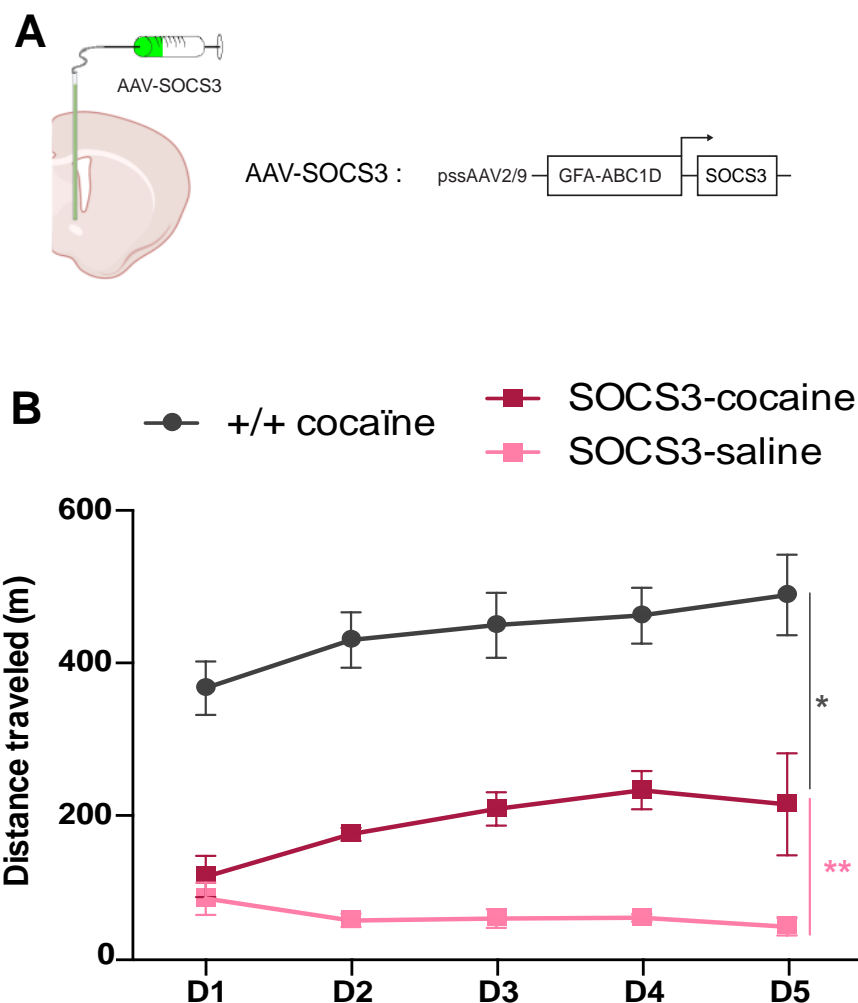 A
AAV-SOCS3
AAV-SOCS3 : pssAAV2/9 GFA-ABC1D SOCS3
B
+/+ cocaïne
SOCS3-cocaine
SOCS3-saline
Distance traveled (m)
600
400
200
0
*
**
D1 D2 D3 D4 D5